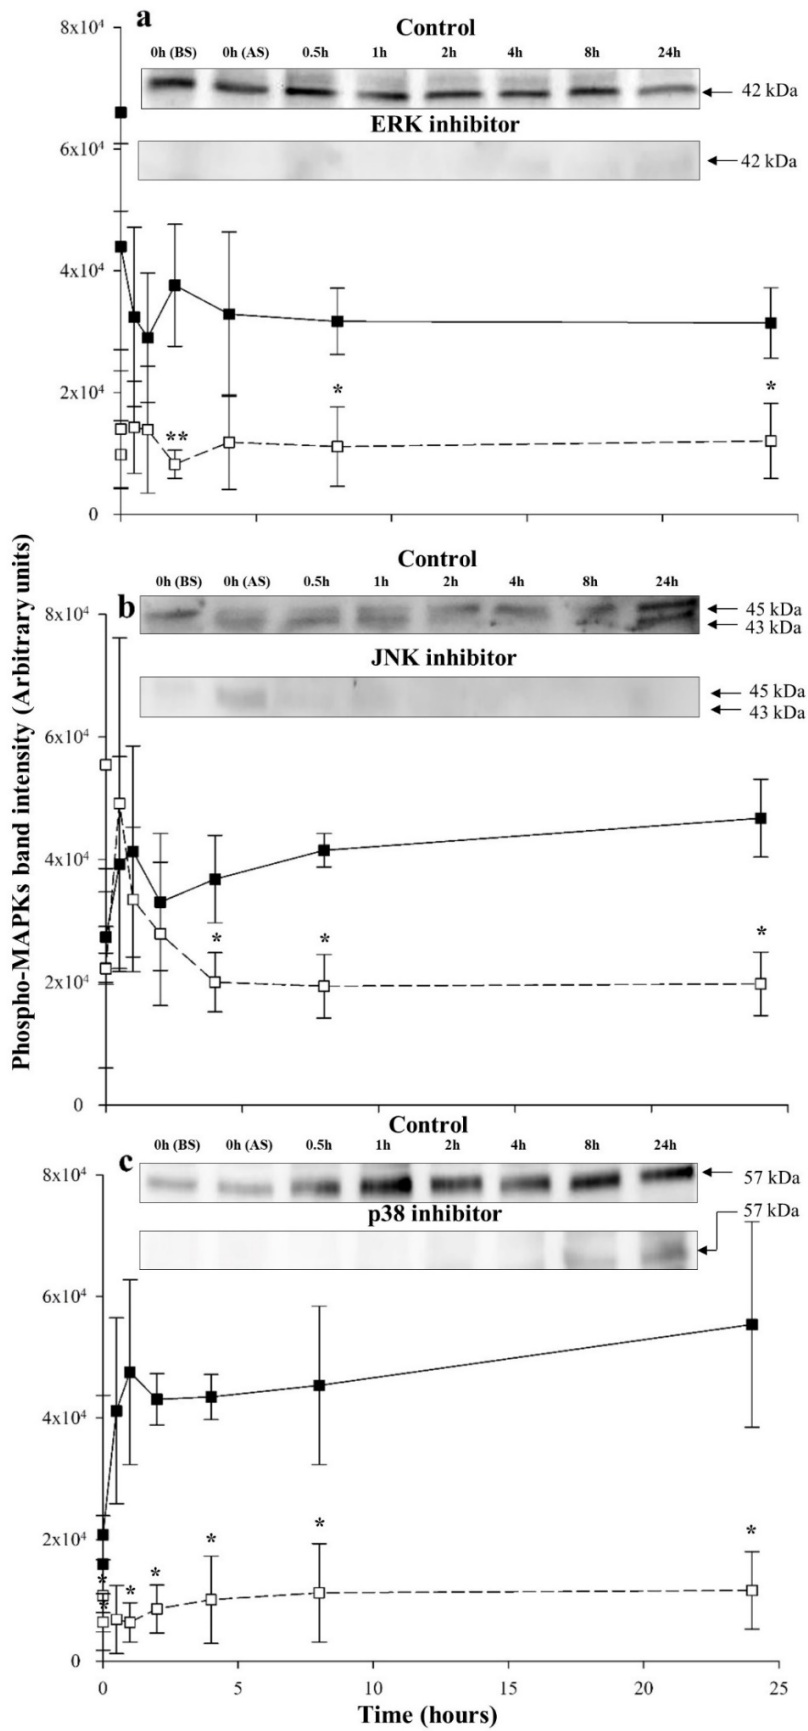 a
8x10⁴
Control
0h (BS) 0h (AS) 0.5h 1h 2h 4h 8h 24h
42 kDa
ERK inhibitor
6x10⁴
42 kDa
4x10⁴
2x10⁴
*
*
**
0
Phospho-MAPKs band intensity (Arbitrary units)
Control
0h (BS) 0h (AS) 0.5h 1h 2h 4h 8h 24h
b
8x10⁴
45 kDa
43 kDa
JNK inhibitor
45 kDa
43 kDa
6x10⁴
4x10⁴
* * *
2x10⁴
0
Control
0h (BS) 0h (AS) 0.5h 1h 2h 4h 8h 24h
c
8x10⁴
57 kDa
p38 inhibitor
57 kDa
6x10⁴
4x10⁴
2x10⁴
* * * * * * *
0
0 5 10 15 20 25
Time (hours)